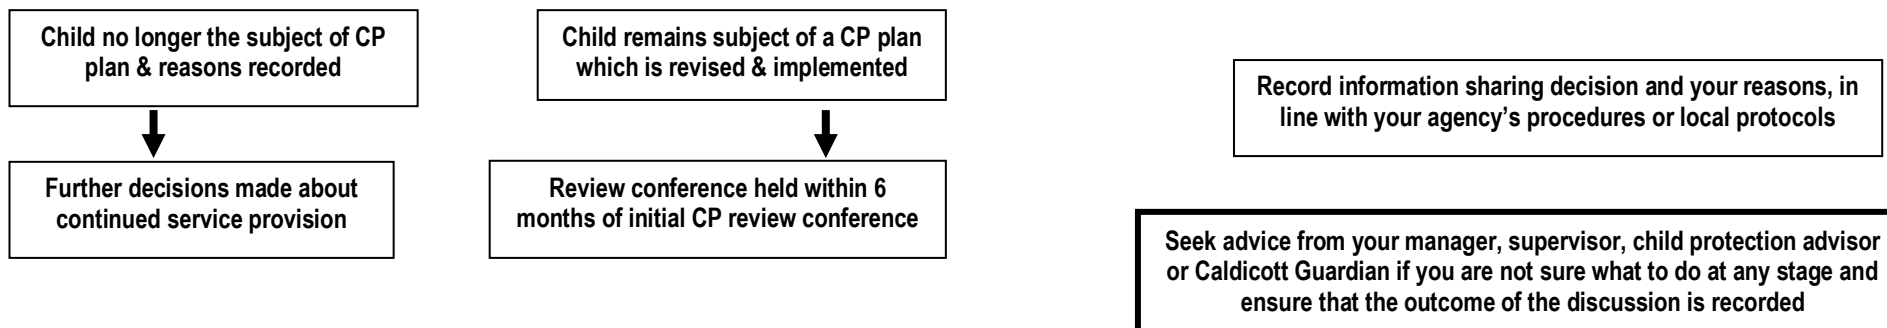 Child no longer the subject of CP
plan & reasons recorded
Further decisions made about
continued service provision
Child remains subject of a CP plan
which is revised & implemented
Review conference held within 6
months of initial CP review conference
Record information sharing decision and your reasons, in
line with your agency’s procedures or local protocols
Seek advice from your manager, supervisor, child protection advisor
or Caldicott Guardian if you are not sure what to do at any stage and
ensure that the outcome of the discussion is recorded